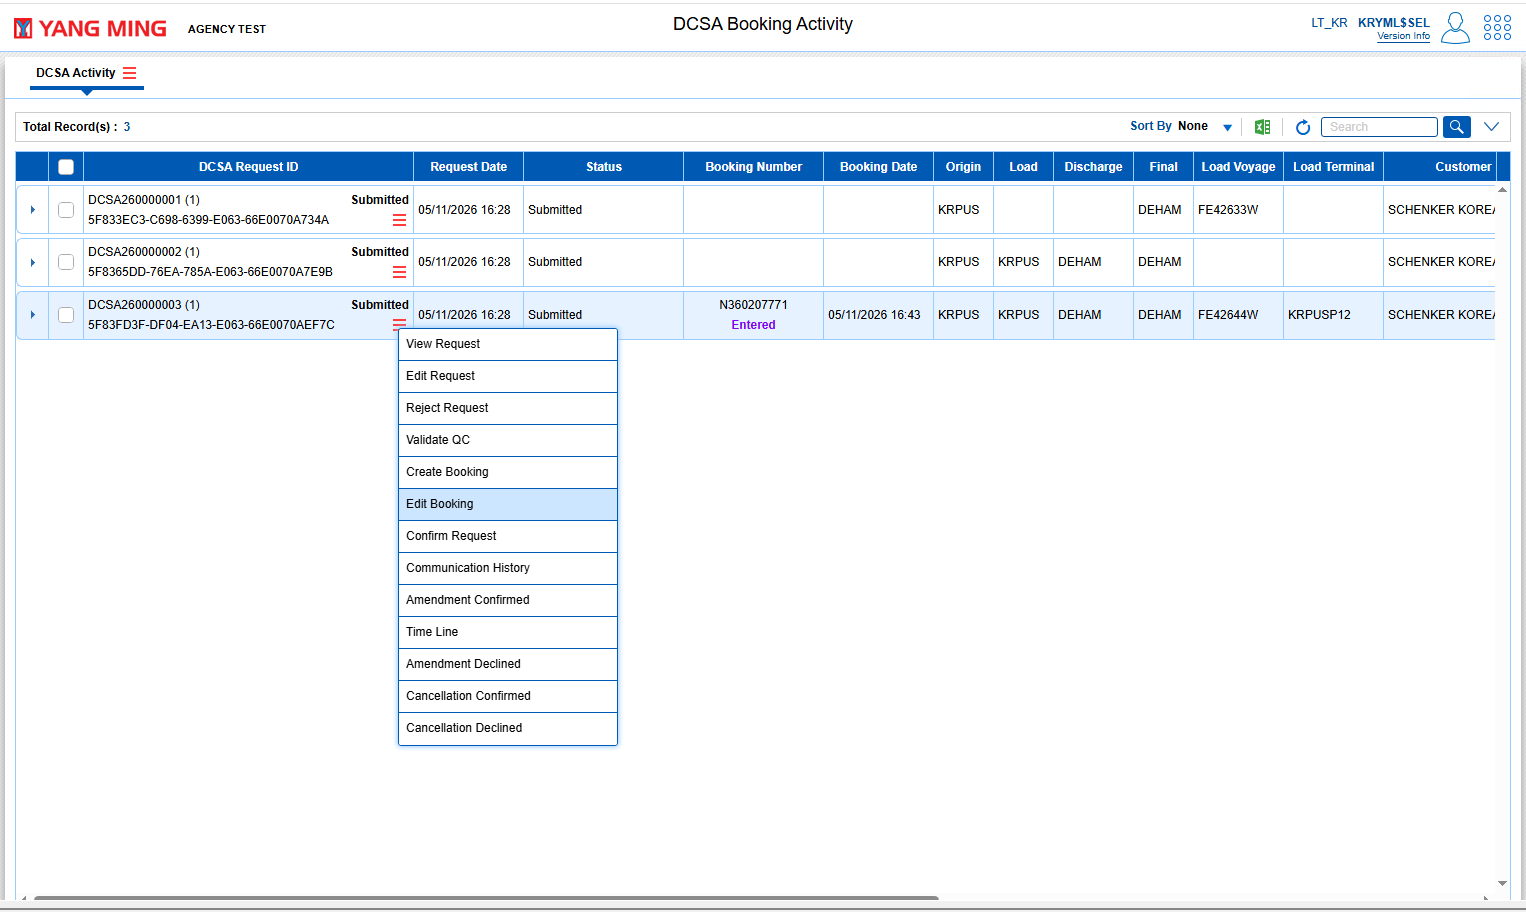 YANG MING AGENCY TEST DCSA Booking Activity LT_KR KRYML$SEL
Version Info
DCSA Activity
Total Record(s) : 3 Sort By None Search
DCSA Request ID Request Date Status Booking Number Booking Date Origin Load Discharge Final Load Voyage Load Terminal Customer
DCSA260000001 (1) Submitted
5F833EC3-C698-6399-E063-66E0070A734A 05/11/2026 16:28 Submitted KRPUS DEHAM FE42633W SCHENKER KOREA
DCSA260000002 (1) Submitted
5F8365DD-76EA-785A-E063-66E0070A7E9B 05/11/2026 16:28 Submitted KRPUS KRPUS DEHAM DEHAM SCHENKER KOREA
DCSA260000003 (1) Submitted N360207771
5F83FD3F-DF04-EA13-E063-66E0070AEF7C 05/11/2026 16:28 Submitted Entered 05/11/2026 16:43 KRPUS KRPUS DEHAM DEHAM FE42644W KRPUSP12 SCHENKER KOREA
View Request
Edit Request
Reject Request
Validate QC
Create Booking
Edit Booking
Confirm Request
Communication History
Amendment Confirmed
Time Line
Amendment Declined
Cancellation Confirmed
Cancellation Declined